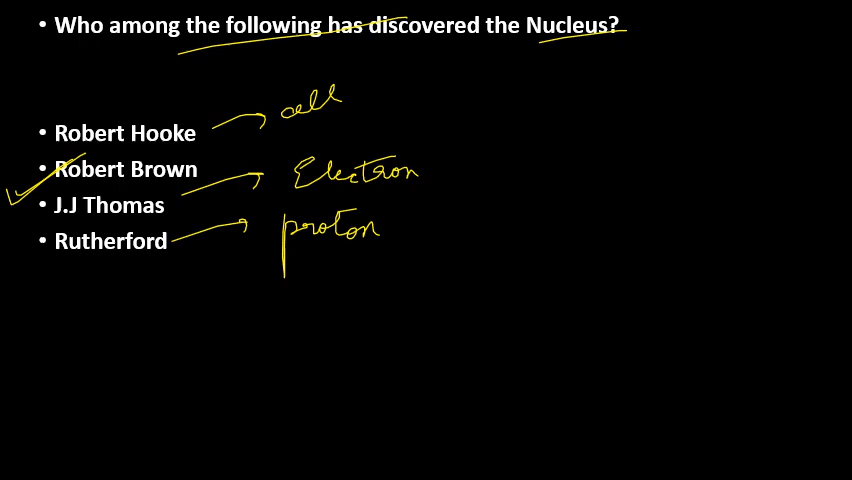 • Who among the following has discovered the Nucleus?
• Robert Hooke → cell
• Robert Brown
Electron
• J.J Thomas
• Rutherford → proton